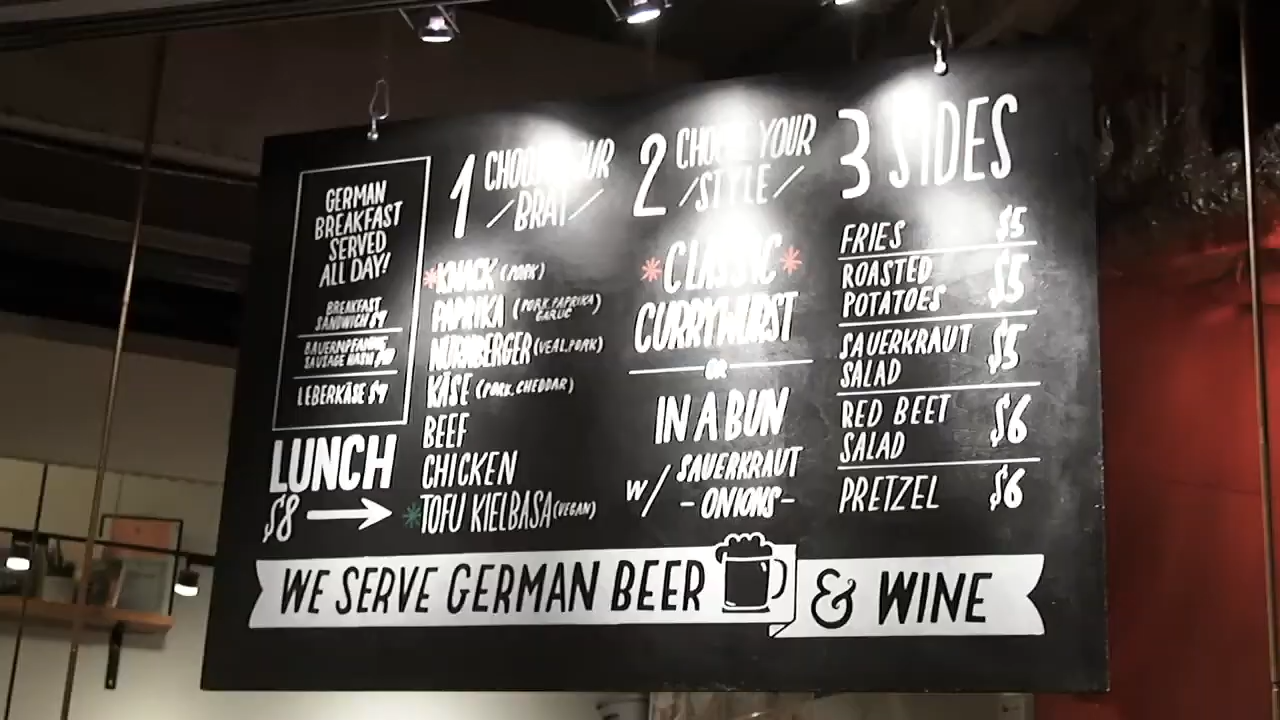 GERMAN
BREAKFAST
SERVED
ALL DAY!
BREAKFAST
SANDWICH
BAUERNPFANNE
SAUSAGE HASH
LEBERKÄSE
LUNCH
$8
1 CHOOSE YOUR
BRAT
*KNACK (PORK)
PAPRIKA (PORK, PAPRIKA
GARLIC)
NÜRNBERGER (VEAL, PORK)
KÄSE (PORK, CHEDDAR)
BEEF
CHICKEN
*TOFU KIELBASA (VEGAN)
2 CHOOSE YOUR
/STYLE/
*CLASSIC*
CURRYWURST
OR
IN A BUN
W/ SAUERKRAUT
-ONIONS-
3 SIDES
FRIES $5
ROASTED
POTATOES $5
SAUERKRAUT
SALAD $5
RED BEET
SALAD $6
PRETZEL $6
WE SERVE GERMAN BEER & WINE